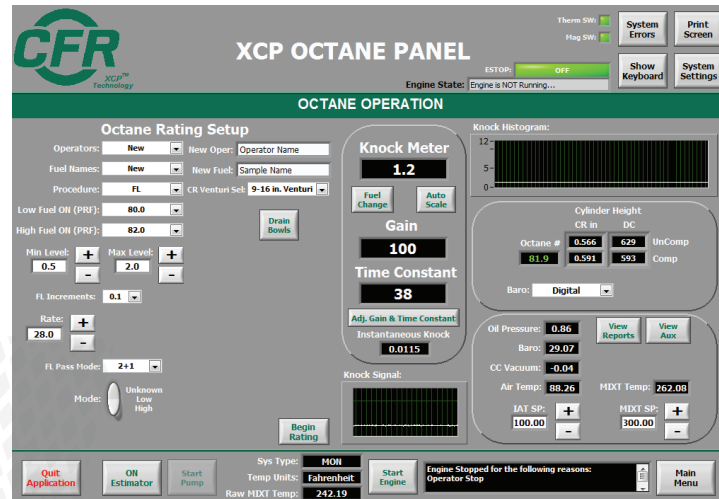 CFR
XCP™
Technology
XCP OCTANE PANEL
Therm SW:
Mag SW:
ESTOP: OFF
Engine State: Engine is NOT Running...
System Errors
Print Screen
Show Keyboard
System Settings
OCTANE OPERATION
Octane Rating Setup
Operators: New New Oper: Operator Name
Fuel Names: New New Fuel: Sample Name
Procedure: FL CR Venturi Sel: 9-16 in. Venturi
Low Fuel ON (PRF): 80.0
High Fuel ON (PRF): 82.0
Drain Bowls
Min Level: + Max Level: +
0.5 - 2.0 -
FL Increments: 0.1
Rate: +
28.0 -
FL Pass Mode: 2+1
Mode: Unknown
Low
High
Begin Rating
Knock Meter
1.2
Fuel Change
Auto Scale
Gain
100
Time Constant
38
Adj. Gain & Time Constant
Instantaneous Knock
0.0115
Knock Signal:
Knock Histogram:
12-
5-
0-
Cylinder Height
CR in DC
Octane # 0.566 629 UnComp
81.9 0.591 593 Comp
Baro: Digital
Oil Pressure: 0.86
View Reports
View Aux
Baro: 29.07
CC Vacuum: -0.04
Air Temp: 88.26 MIXT Temp: 262.08
IAT SP: + MIXT SP: +
100.00 - 300.00 -
Quit Application
ON Estimator
Start Pump
Sys Type: MON
Temp Units: Fahrenheit
Raw MIXT Temp: 242.19
Start Engine
Engine Stopped for the following reasons:
Operator Stop
Main Menu